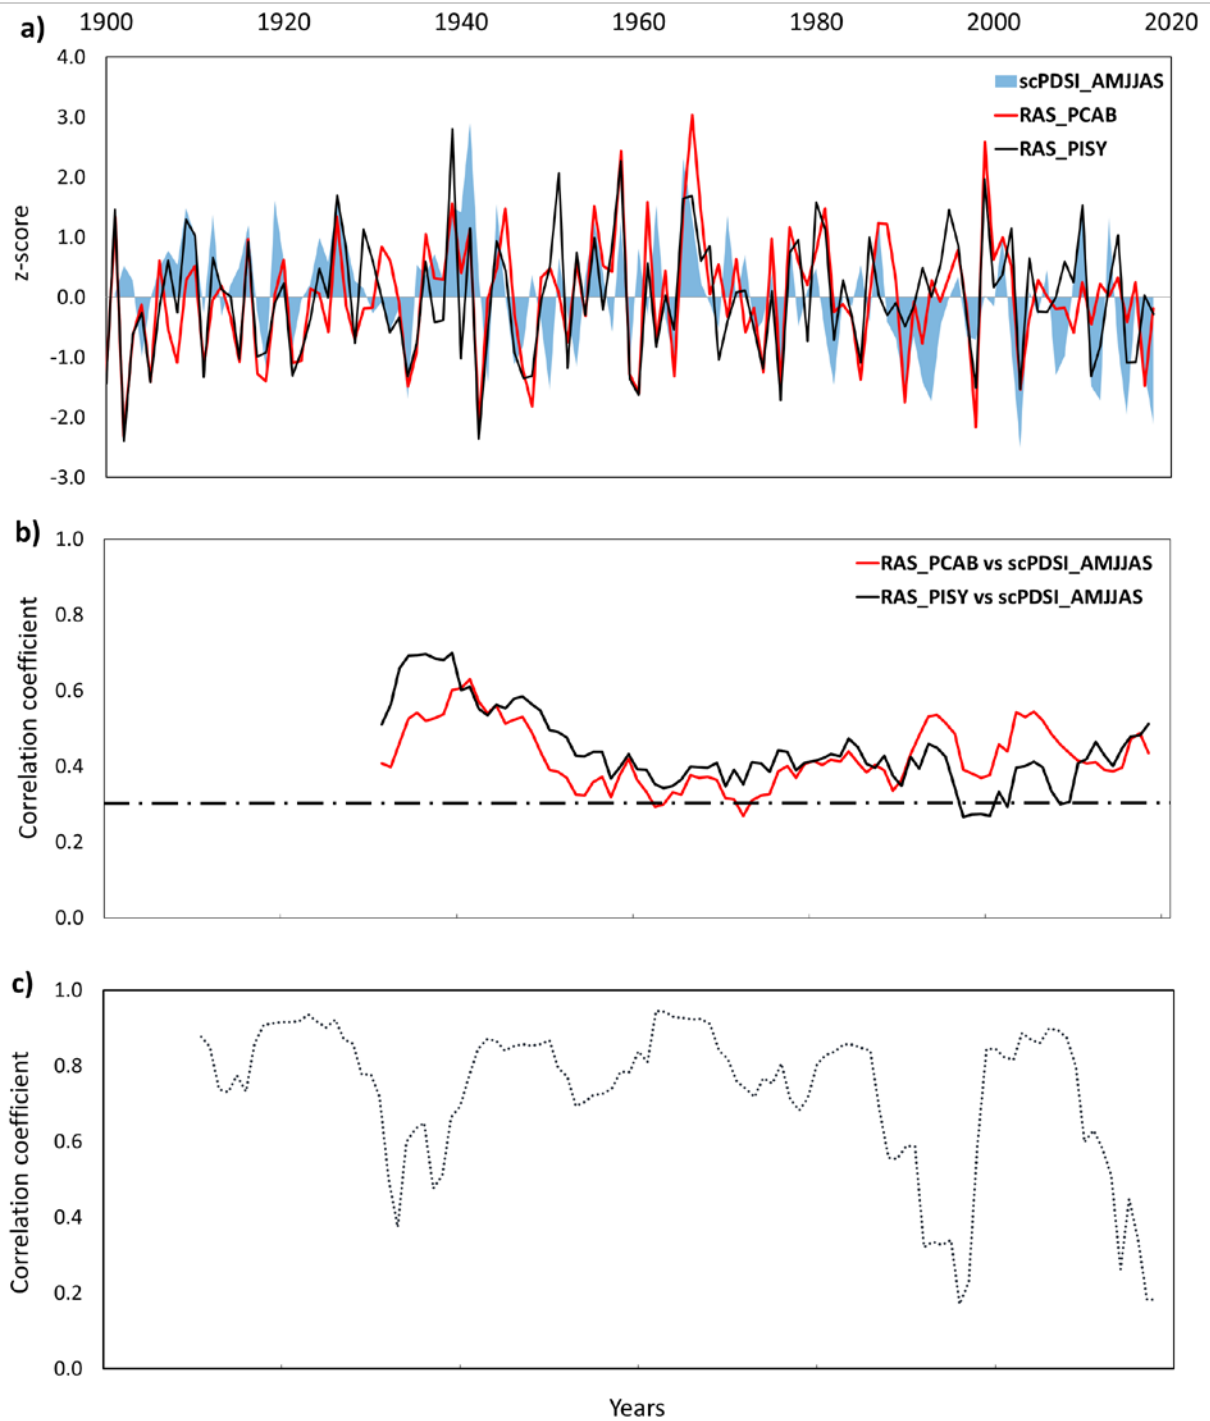 1900 1920 1940 1960 1980 2000 2020
a)
4.0
3.0
2.0
1.0
0.0
-1.0
-2.0
-3.0
z-score
scPDSI_AMJJAS
RAS_PCAB
RAS_PISY
b)
1.0
0.8
0.6
0.4
0.2
0.0
Correlation coefficient
RAS_PCAB vs scPDSI_AMJJAS
RAS_PISY vs scPDSI_AMJJAS
c)
1.0
0.8
0.6
0.4
0.2
0.0
Correlation coefficient
Years